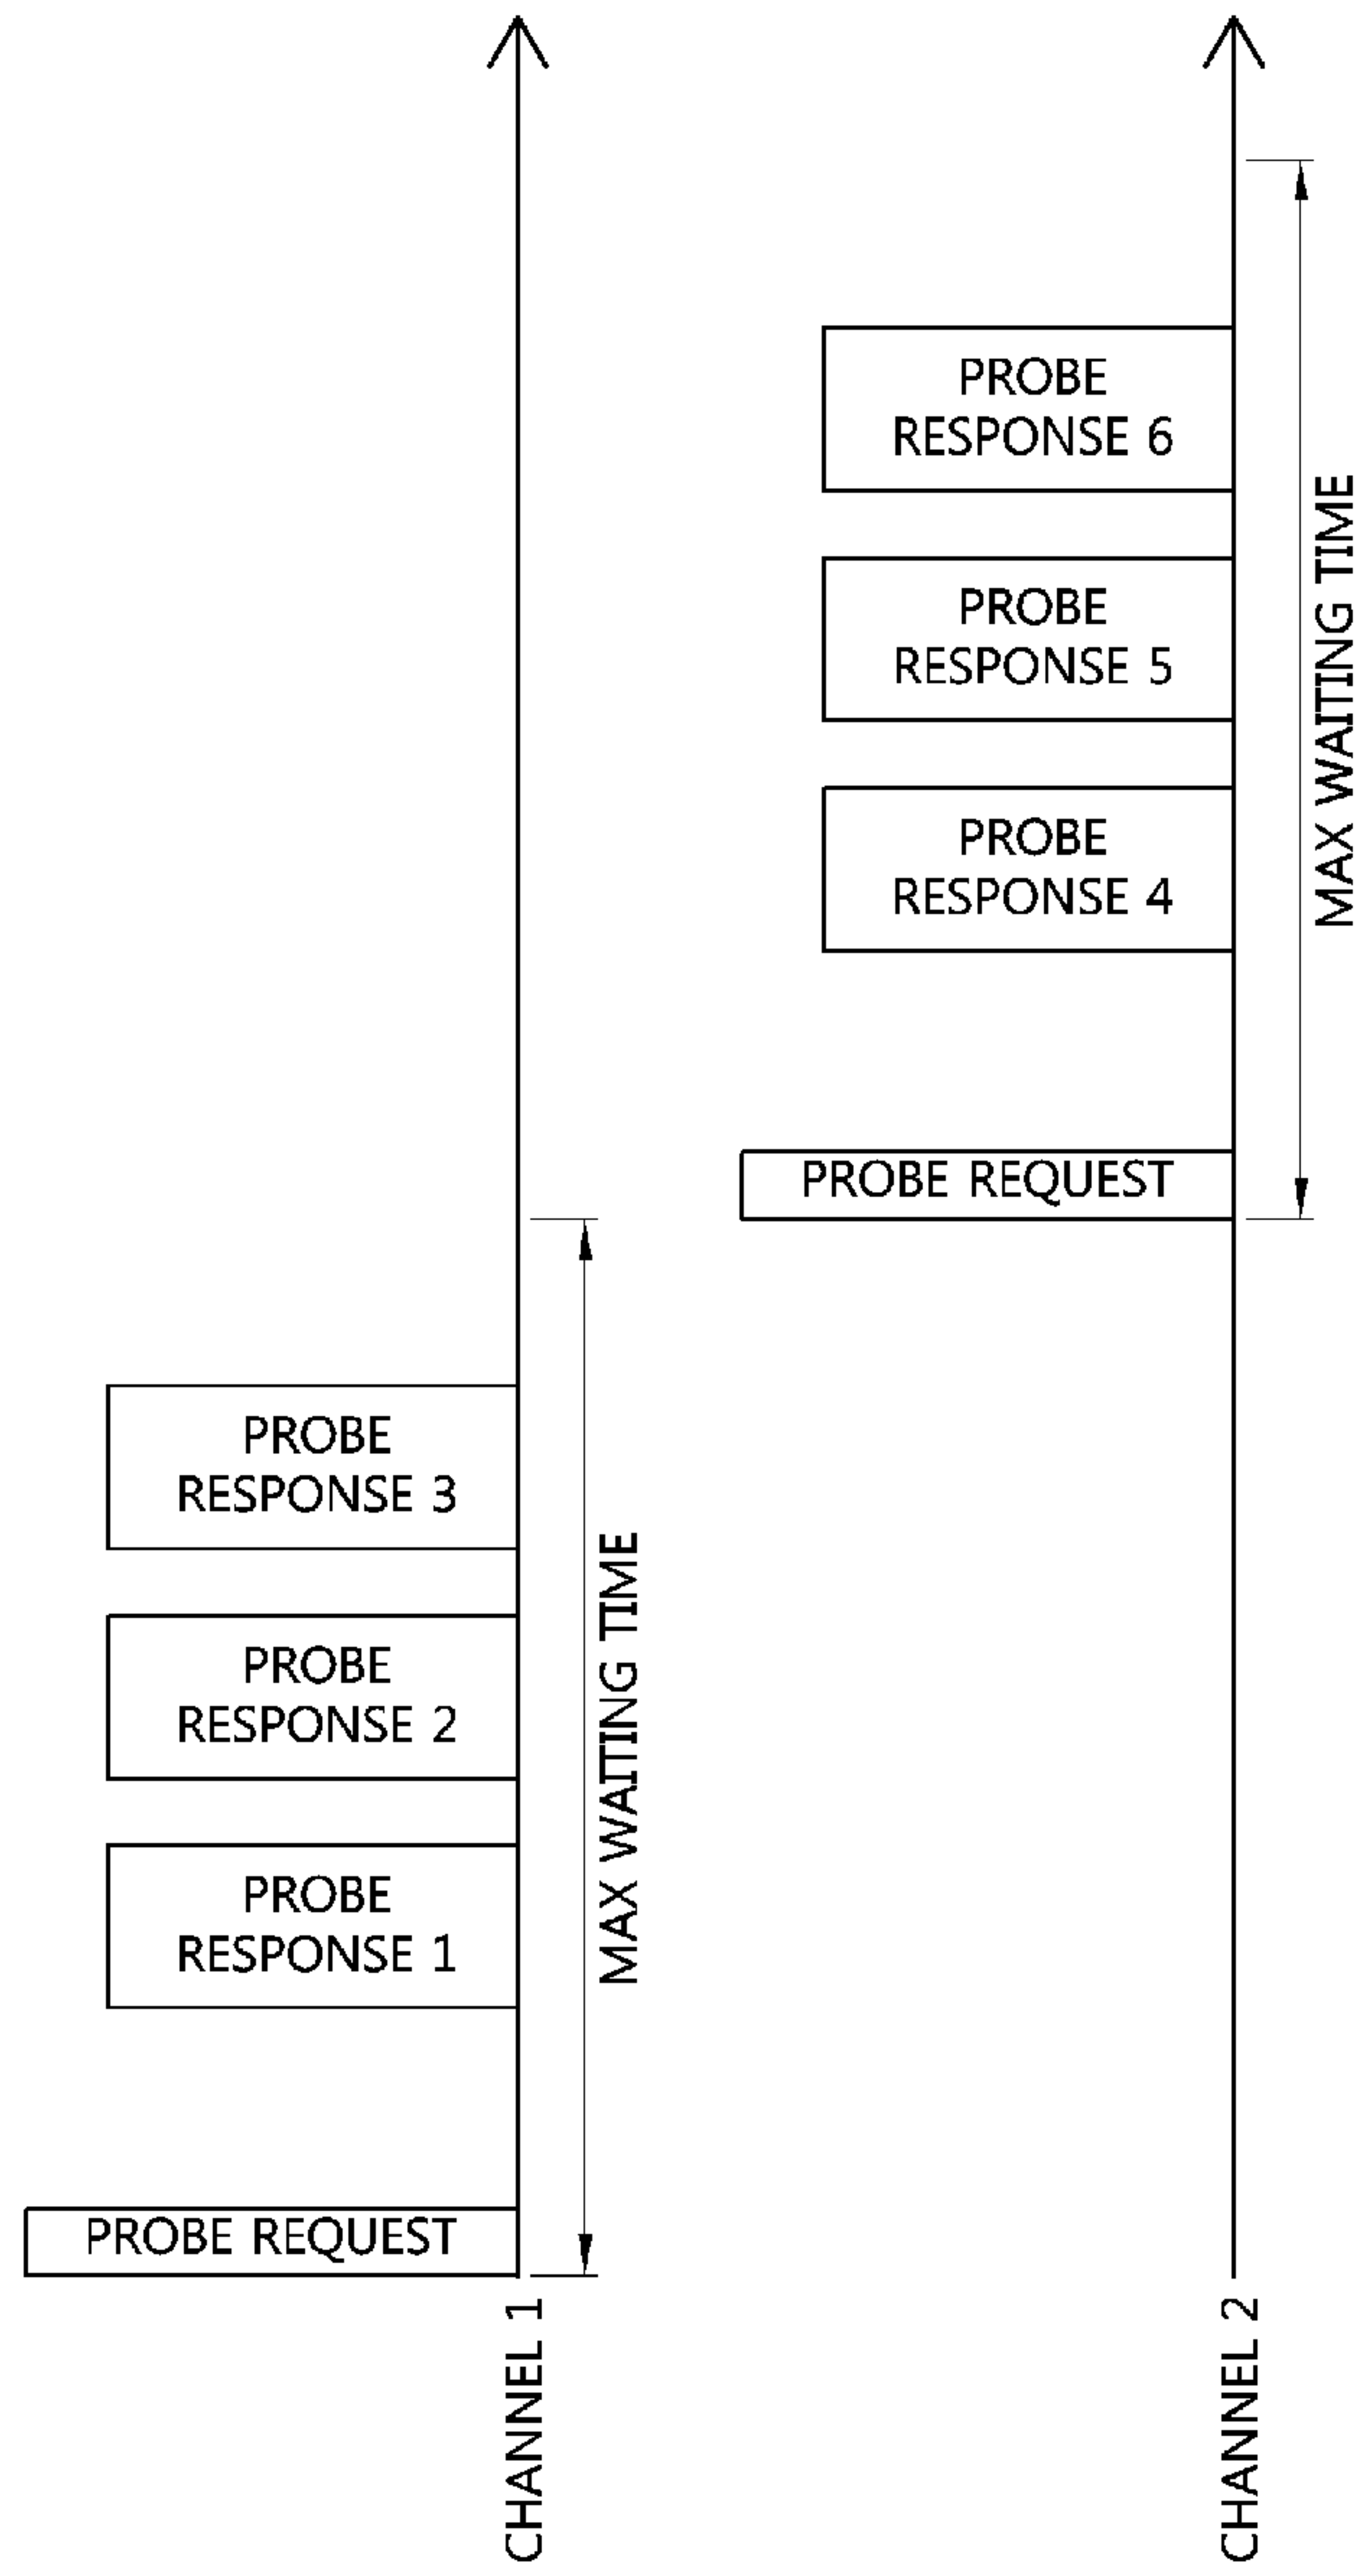 PROBE
RESPONSE 6
PROBE
RESPONSE 5
PROBE
RESPONSE 4
MAX WAITING TIME
PROBE REQUEST
PROBE
RESPONSE 3
PROBE
RESPONSE 2
PROBE
RESPONSE 1
MAX WAITING TIME
PROBE REQUEST
CHANNEL 1
CHANNEL 2